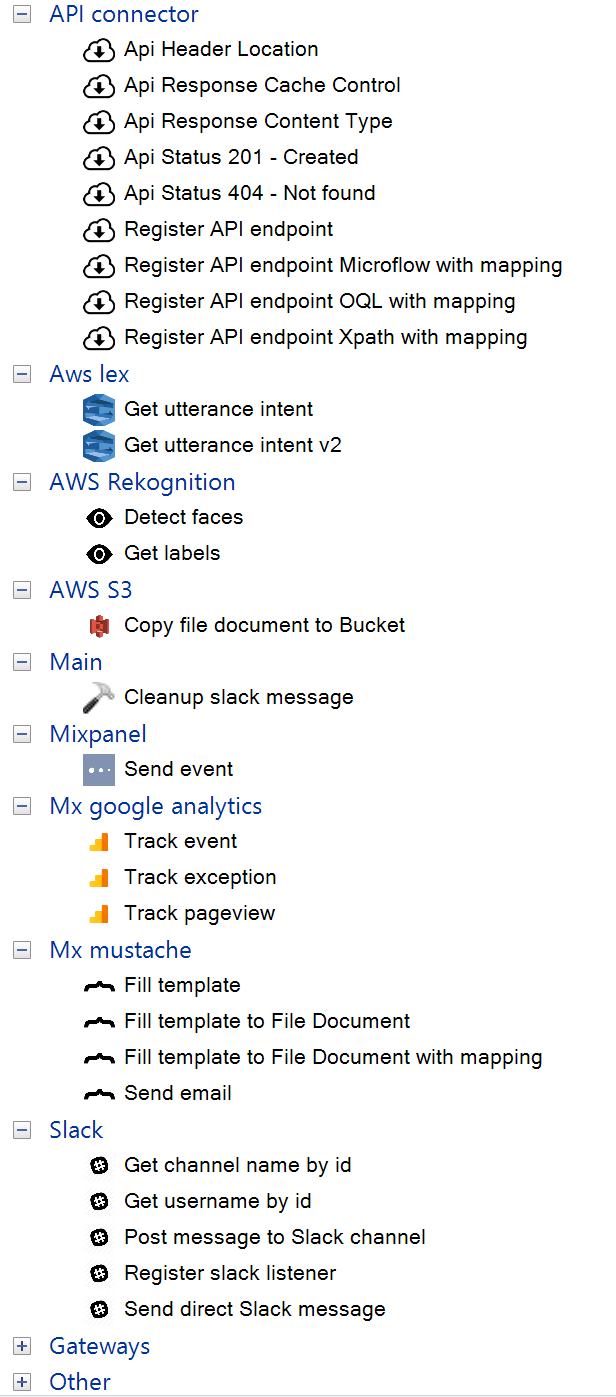 API connector
Api Header Location
Api Response Cache Control
Api Response Content Type
Api Status 201 - Created
Api Status 404 - Not found
Register API endpoint
Register API endpoint Microflow with mapping
Register API endpoint OQL with mapping
Register API endpoint Xpath with mapping
Aws lex
Get utterance intent
Get utterance intent v2
AWS Rekognition
Detect faces
Get labels
AWS S3
Copy file document to Bucket
Main
Cleanup slack message
Mixpanel
Send event
Mx google analytics
Track event
Track exception
Track pageview
Mx mustache
Fill template
Fill template to File Document
Fill template to File Document with mapping
Send email
Slack
Get channel name by id
Get username by id
Post message to Slack channel
Register slack listener
Send direct Slack message
Gateways
Other